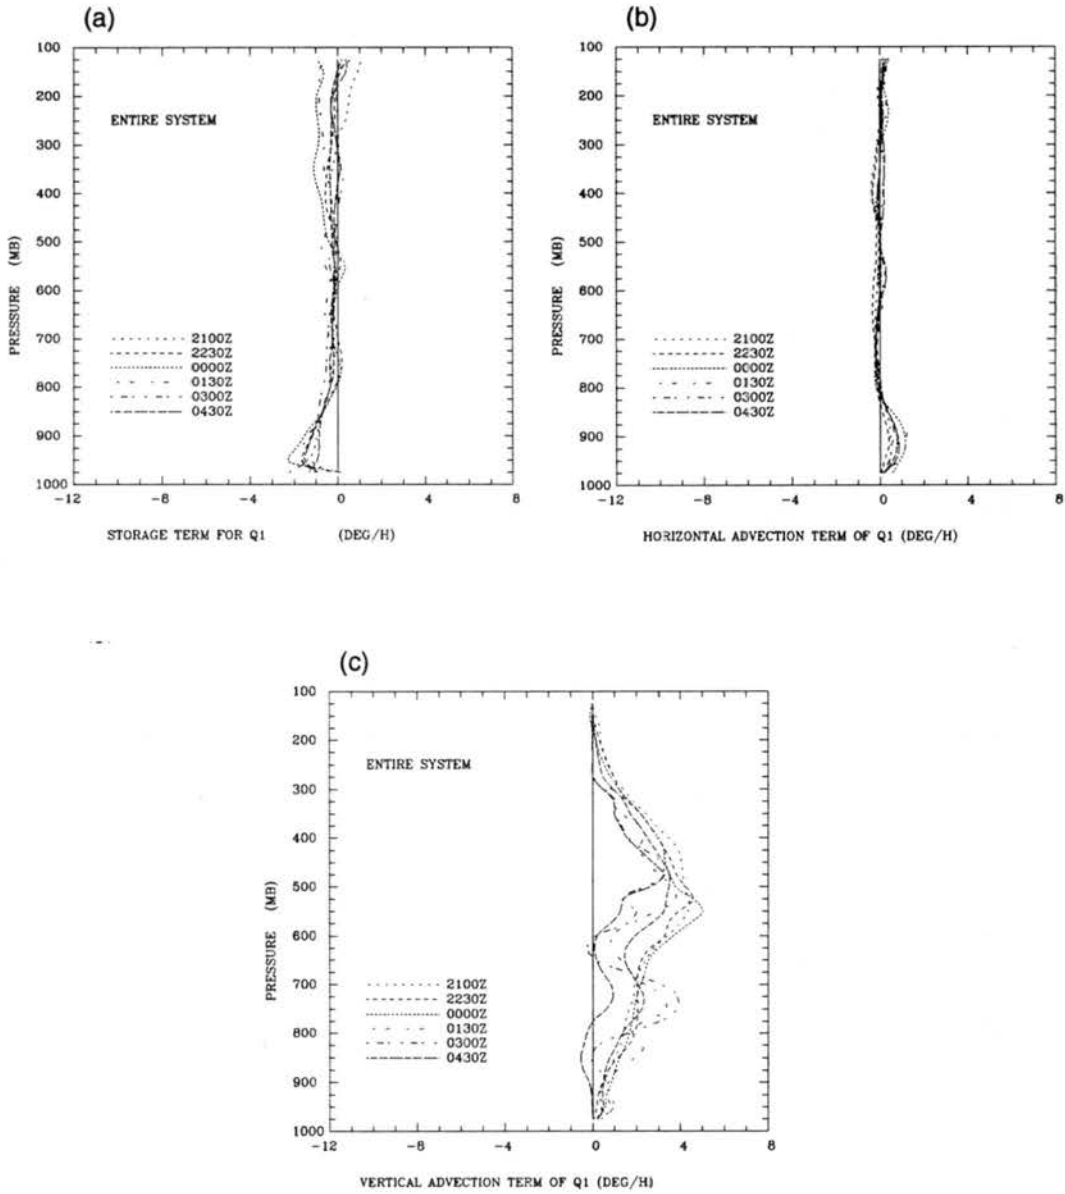 (a)
100
200
300
400
500
600
700
800
900
1000
PRESSURE (MB)
ENTIRE SYSTEM
2100Z
2230Z
0000Z
0130Z
0300Z
0430Z
-12 -8 -4 0 4 8
STORAGE TERM FOR Q1 (DEG/H)
(b)
100
200
300
400
500
600
700
800
900
1000
PRESSURE (MB)
ENTIRE SYSTEM
2100Z
2230Z
0000Z
0130Z
0300Z
0430Z
-12 -8 -4 0 4 8
HORIZONTAL ADVECTION TERM OF Q1 (DEG/H)
(c)
100
200
300
400
500
600
700
800
900
1000
PRESSURE (MB)
ENTIRE SYSTEM
2100Z
2230Z
0000Z
0130Z
0300Z
0430Z
-12 -8 -4 0 4 8
VERTICAL ADVECTION TERM OF Q1 (DEG/H)